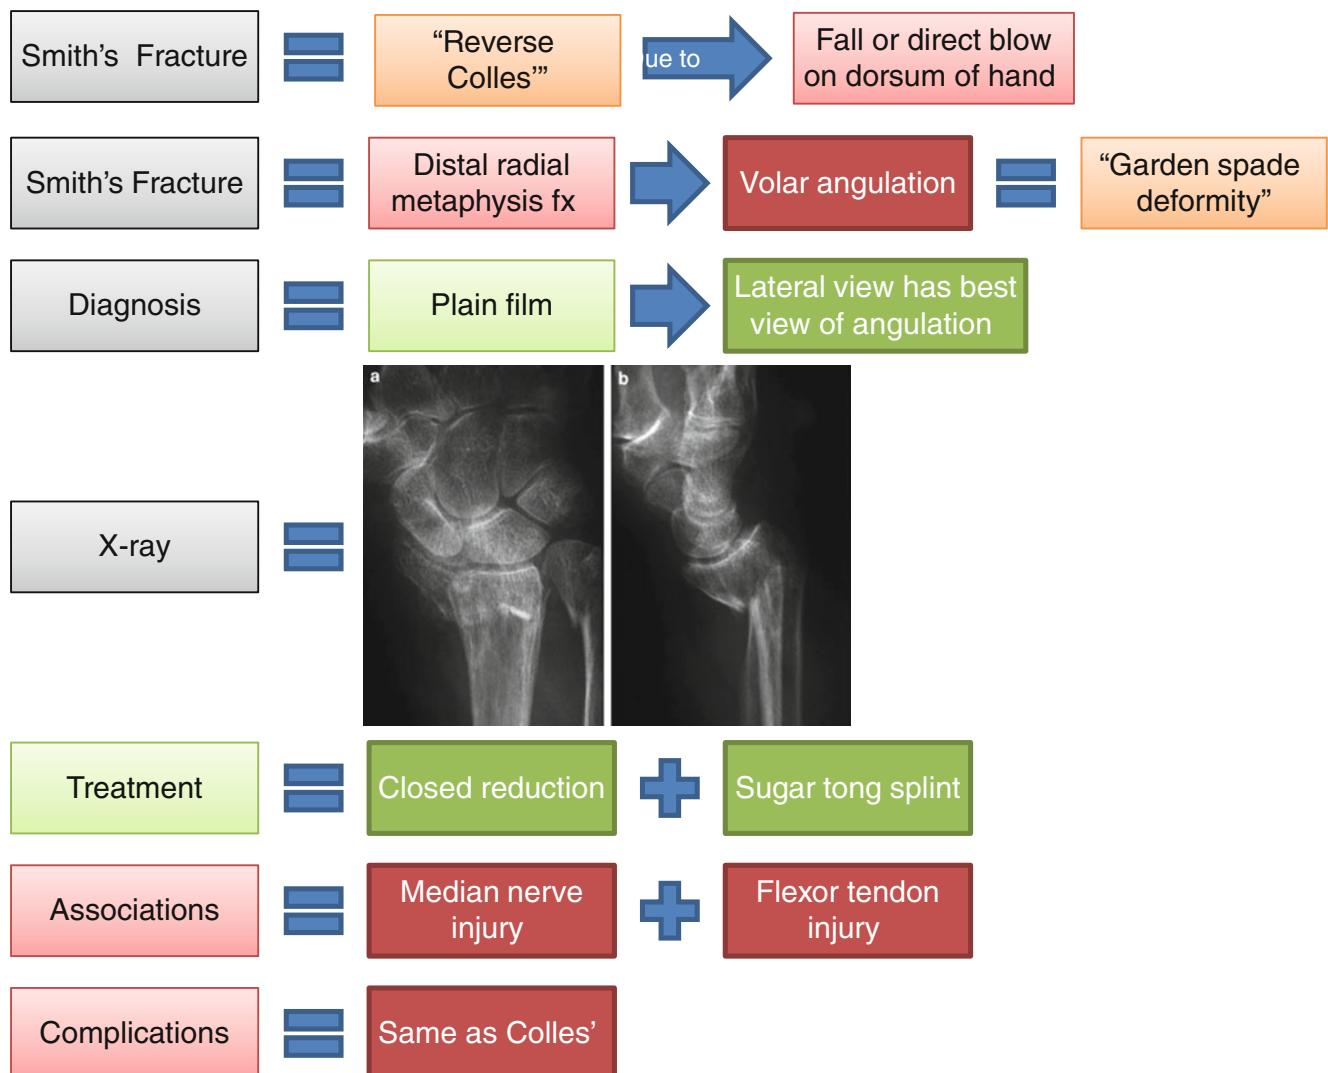 Smith's Fracture
“Reverse
Colles’”
ue to
Fall or direct blow
on dorsum of hand
Smith's Fracture
Distal radial
metaphysis fx
Volar angulation
“Garden spade
deformity”
Diagnosis
Plain film
Lateral view has best
view of angulation
X-ray
a
b
Treatment
Closed reduction
Sugar tong splint
Associations
Median nerve
injury
Flexor tendon
injury
Complications
Same as Colles’